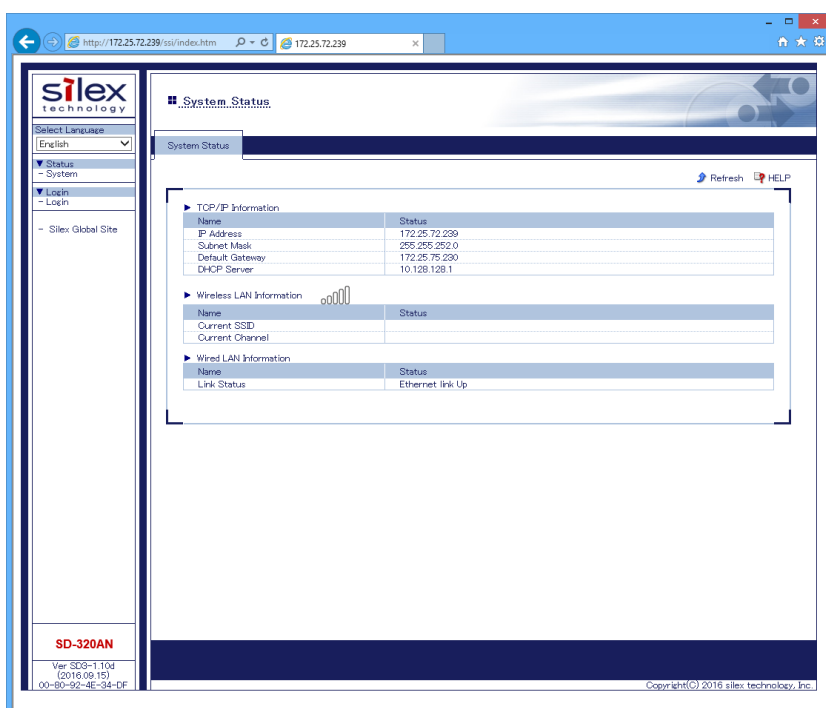 http://172.25.72.239/ssi/index.htm
172.25.72.239
silex
technology
Select Language
English
▼ Status
- System
▼ Login
- Login
- Silex Global Site
SD-320AN
Ver SD3-1.10d
(2016.09.15)
00-80-92-4E-34-DF
System Status
System Status
Refresh HELP
► TCP/IP Information
Name Status
IP Address 172.25.72.239
Subnet Mask 255.255.252.0
Default Gateway 172.25.75.230
DHCP Server 10.128.128.1
► Wireless LAN Information
Name Status
Current SSID
Current Channel
► Wired LAN Information
Name Status
Link Status Ethernet link Up
Copyright(C) 2016 silex technology, Inc.